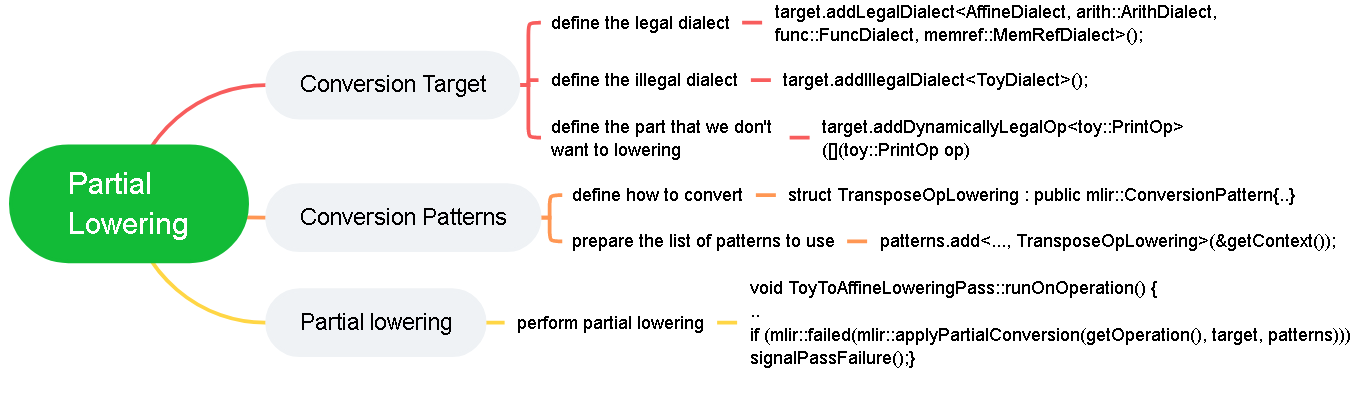 Partial
Lowering
Conversion Target
define the legal dialect
target.addLegalDialect<AffineDialect, arith::ArithDialect,
func::FuncDialect, memref::MemRefDialect>();
define the illegal dialect
target.addIllegalDialect<ToyDialect>();
define the part that we don't
want to lowering
target.addDynamicallyLegalOp<toy::PrintOp>
([](toy::PrintOp op)
Conversion Patterns
define how to convert
struct TransposeOpLowering : public mlir::ConversionPattern{..}
prepare the list of patterns to use
patterns.add<..., TransposeOpLowering>(&getContext());
Partial lowering
perform partial lowering
void ToyToAffineLoweringPass::runOnOperation() {
..
if (mlir::failed(mlir::applyPartialConversion(getOperation(), target, patterns)))
signalPassFailure();}